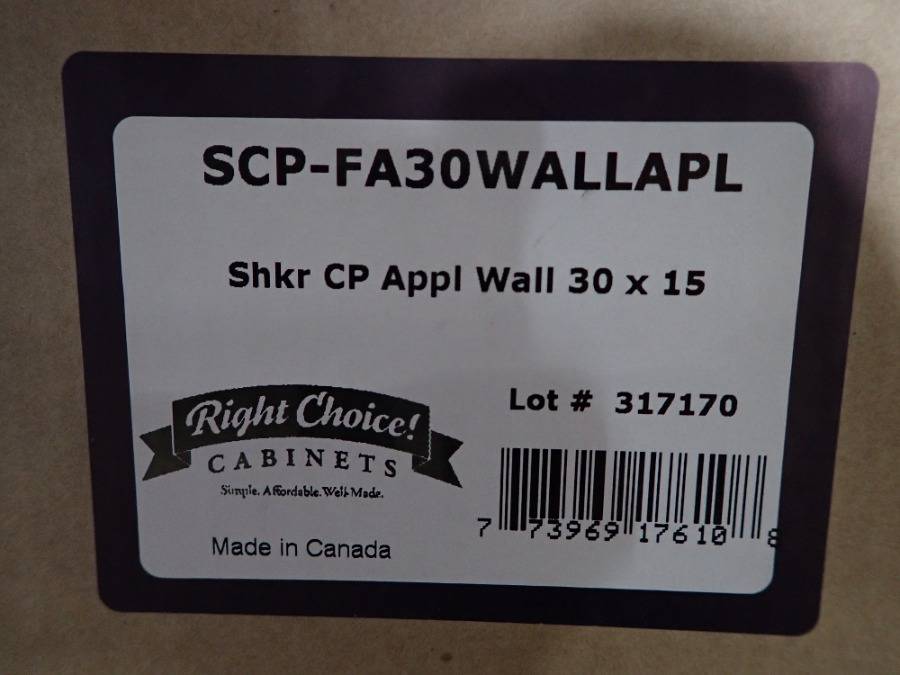 SCP-FA30WALLAPL
Shkr CP Appl Wall 30 x 15
Right Choice!
CABINETS
Simple. Affordable. Well-Made.
Made in Canada
Lot # 317170
7 73969 17610 8